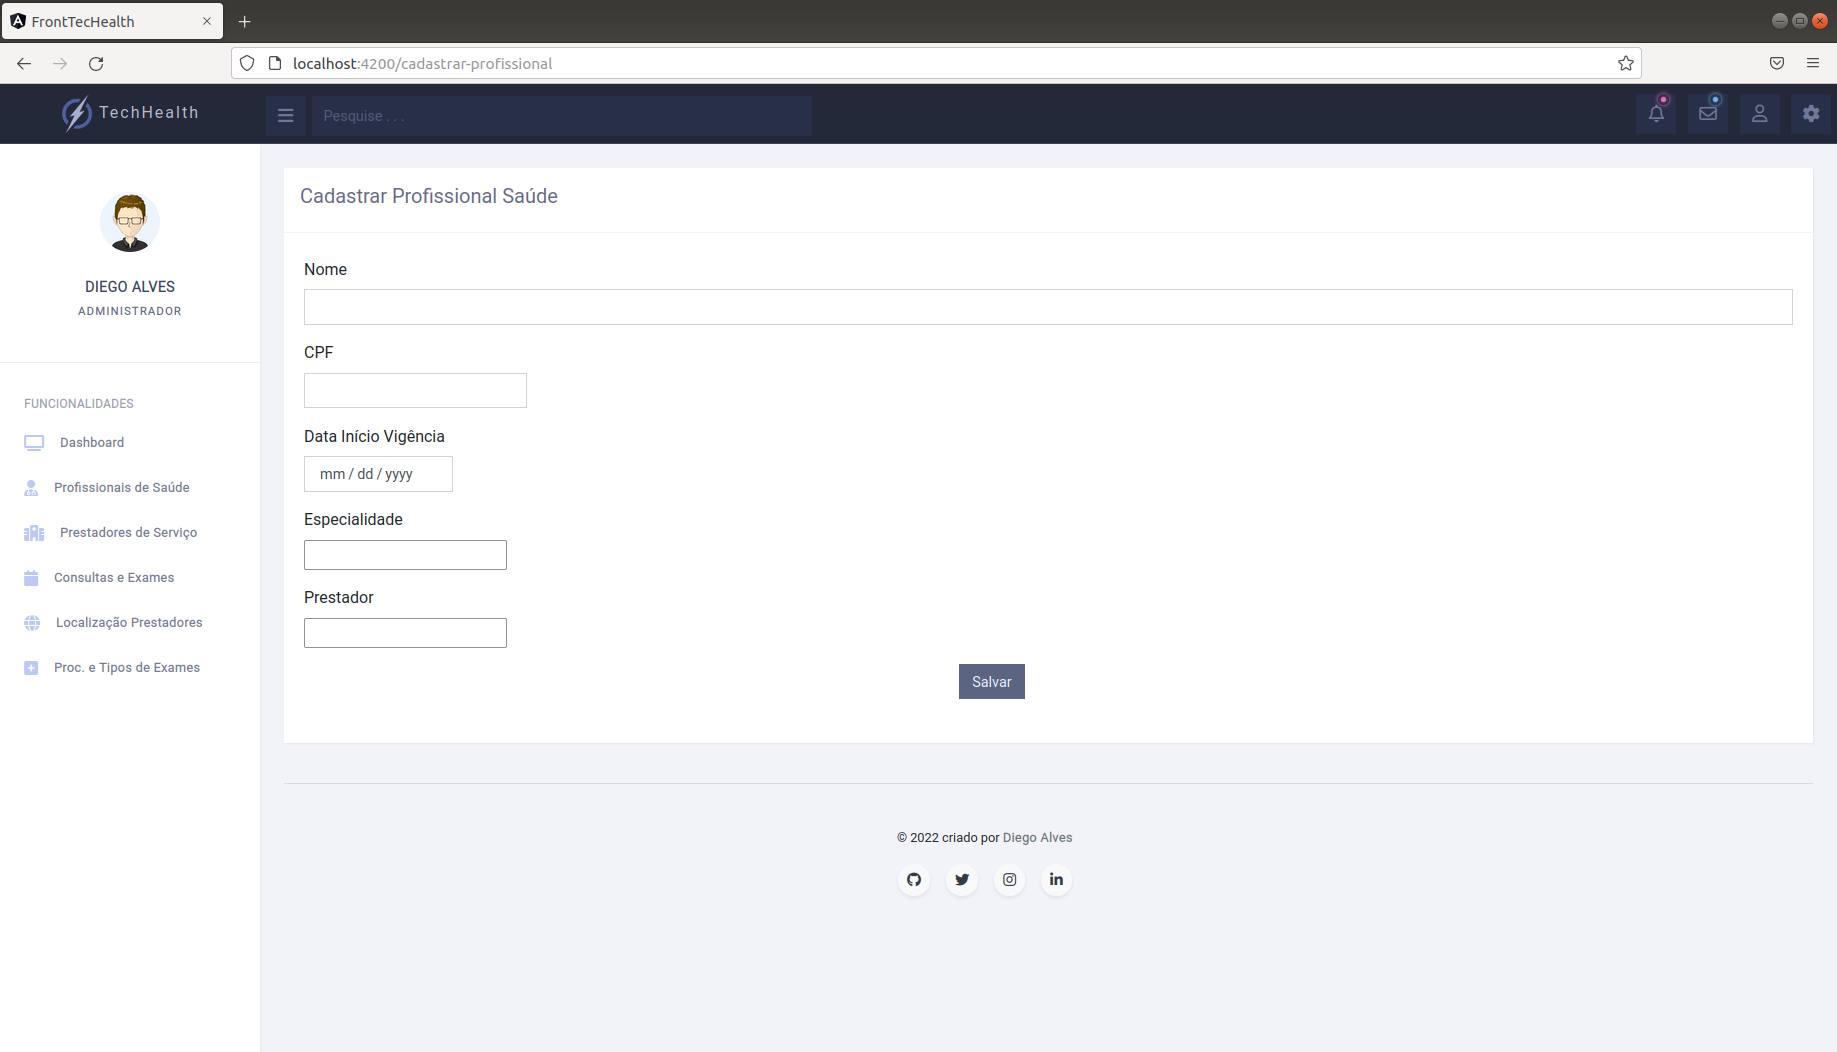 FrontTecHealth
localhost:4200/cadastrar-profissional
TechHealth
Pesquise . . .
DIEGO ALVES
ADMINISTRADOR
FUNCIONALIDADES
Dashboard
Profissionais de Saúde
Prestadores de Serviço
Consultas e Exames
Localização Prestadores
Proc. e Tipos de Exames
Cadastrar Profissional Saúde
Nome
CPF
Data Início Vigência
mm / dd / yyyy
Especialidade
Prestador
Salvar
© 2022 criado por Diego Alves